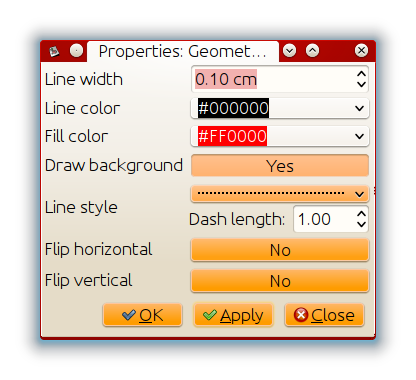 Properties: Geomet...
Line width 0.10 cm
Line color #000000
Fill color #FF0000
Draw background Yes
Line style
Dash length: 1.00
Flip horizontal No
Flip vertical No
OK Apply Close